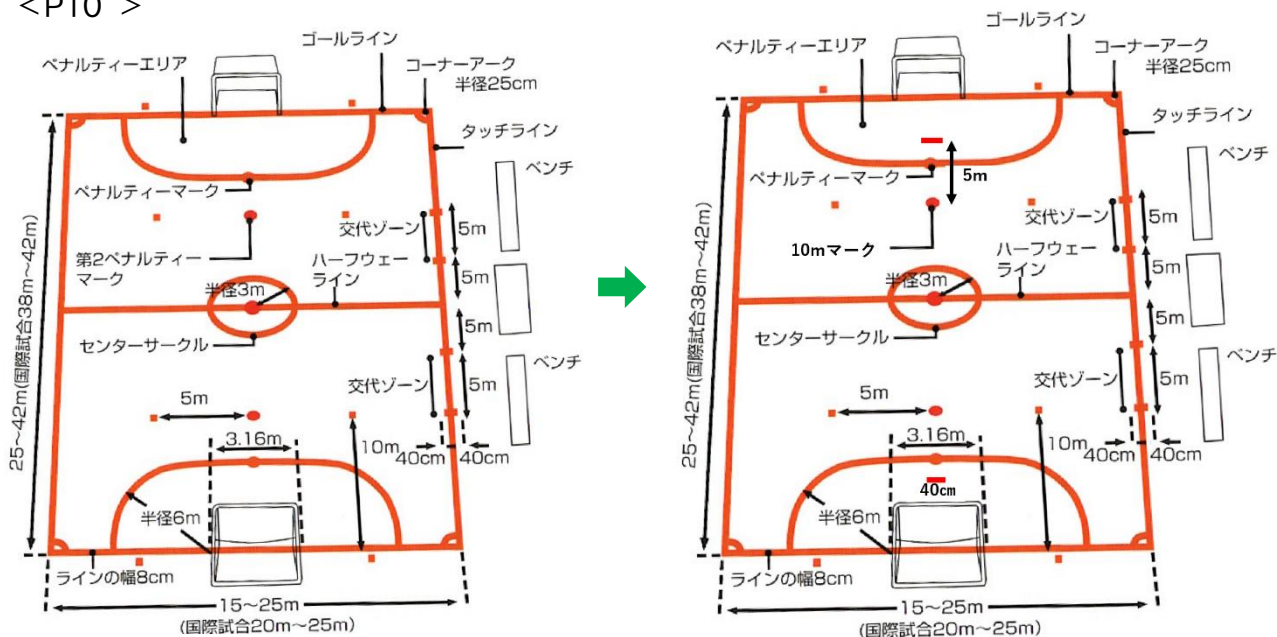 <P10 >
ゴールライン
ペナルティーエリア
コーナーアーク
半径25cm
タッチライン
ベンチ
ペナルティーマーク
交代ゾーン
5m
第2ペナルティー
マーク
ハーフウェー
ライン
5m
半径3m
25〜42m(国際試合38m〜42m)
センターサークル
5m
ベンチ
交代ゾーン
5m
5m
3.16m
10m
40cm
40cm
半径6m
ラインの幅8cm
15〜25m
(国際試合20m〜25m)
ゴールライン
ペナルティーエリア
コーナーアーク
半径25cm
タッチライン
ベンチ
ペナルティーマーク
5m
交代ゾーン
5m
10mマーク
ハーフウェー
ライン
5m
半径3m
25〜42m(国際試合38m〜42m)
センターサークル
5m
ベンチ
交代ゾーン
5m
5m
3.16m
10m
40cm
40cm
40cm
半径6m
ラインの幅8cm
15〜25m
(国際試合20m〜25m)